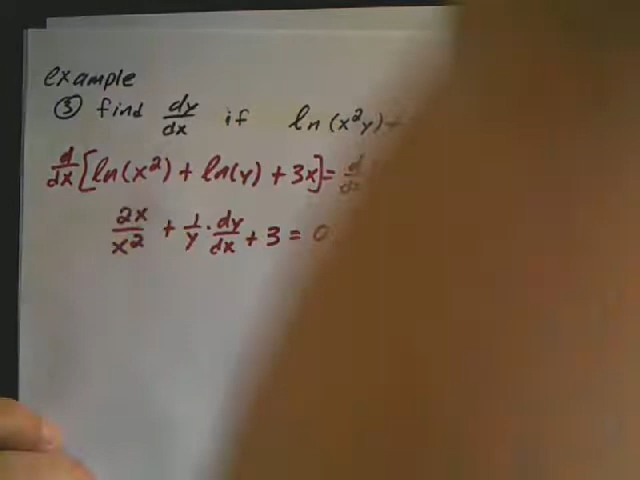 example
③ find dy/dx if ln(x²y)
d/dx [ln(x²) + ln(y) + 3x] = d/dx
2x/x² + 1/y · dy/dx + 3 = 0